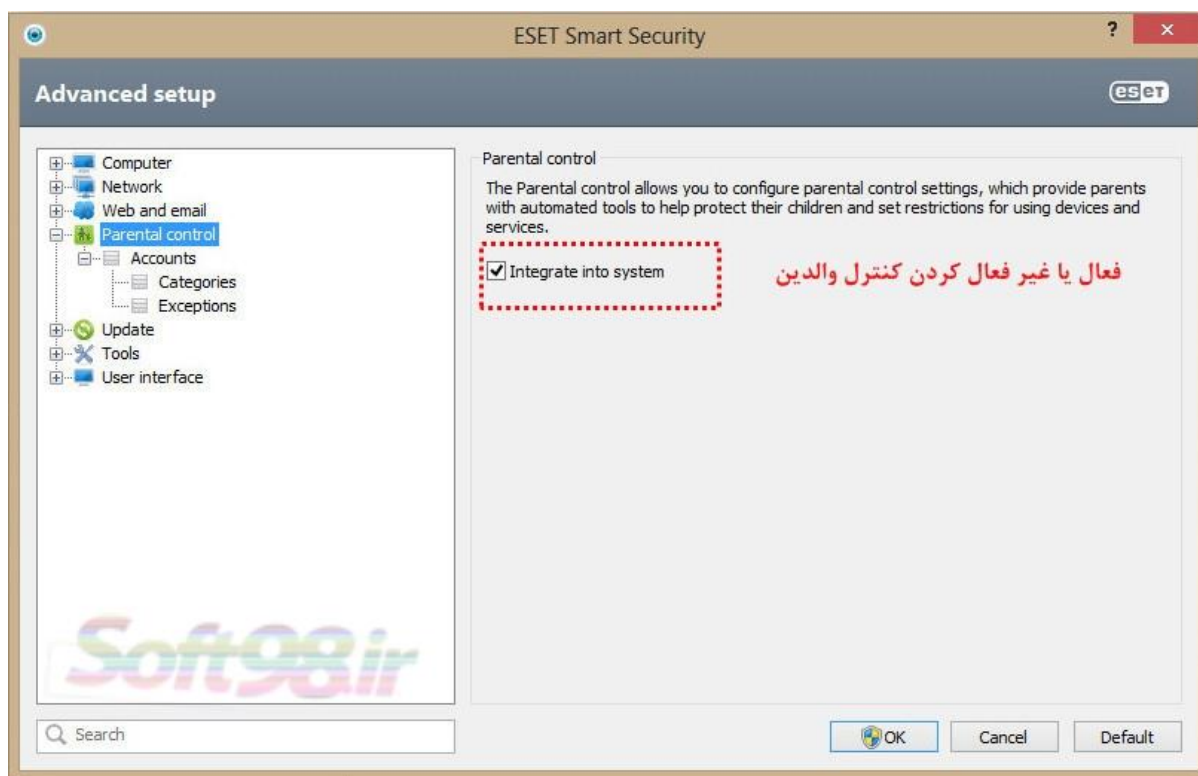 ESET Smart Security
?
Advanced setup
eseT
Computer
Network
Web and email
Parental control
Accounts
Categories
Exceptions
Update
Tools
User interface
Parental control
The Parental control allows you to configure parental control settings, which provide parents
with automated tools to help protect their children and set restrictions for using devices and
services.
Integrate into system
فعال یا غیر فعال کردن کنترل والدین
Soft98.ir
Search
OK
Cancel
Default